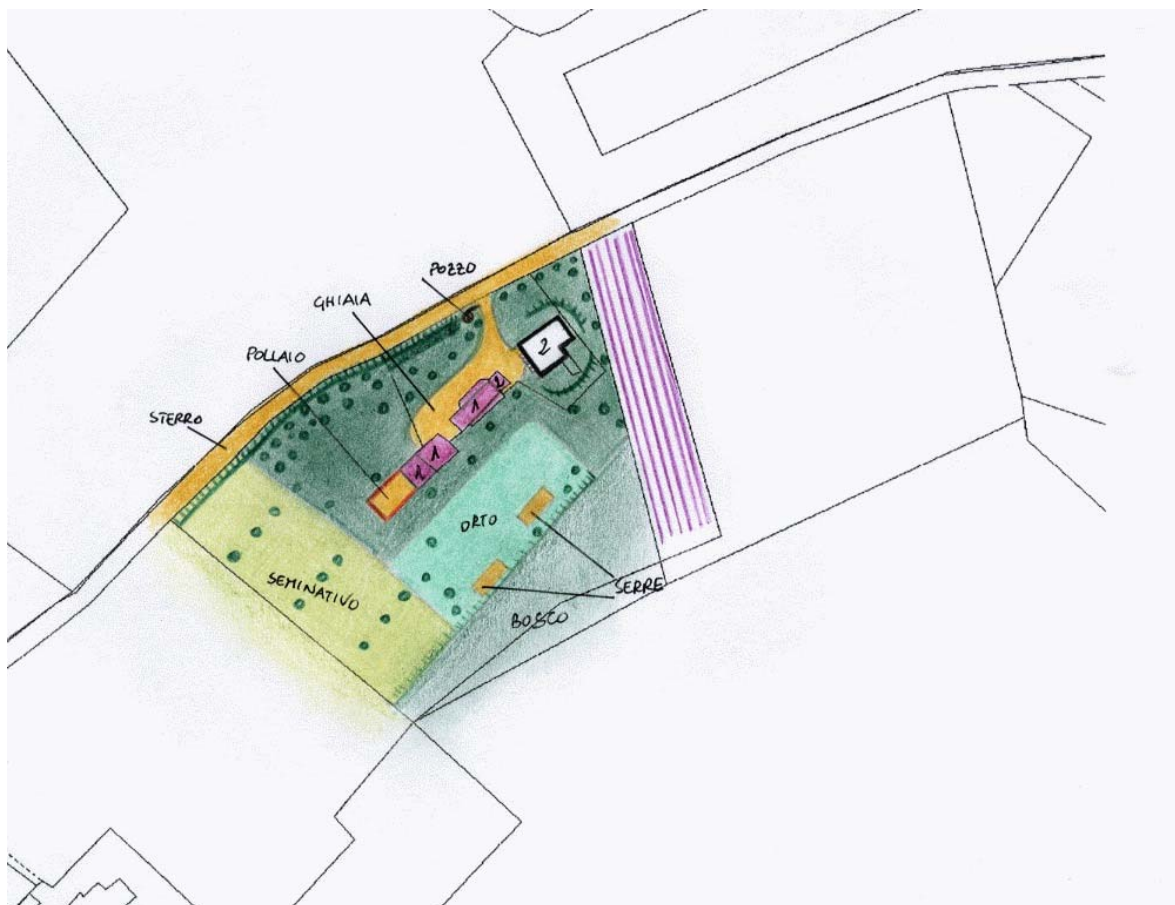 POZZO
GHIAIA
POLLAIO
STERRO
2
2
1
1
1
ORTO
SEMINATIVO
SERRE
BOSCO